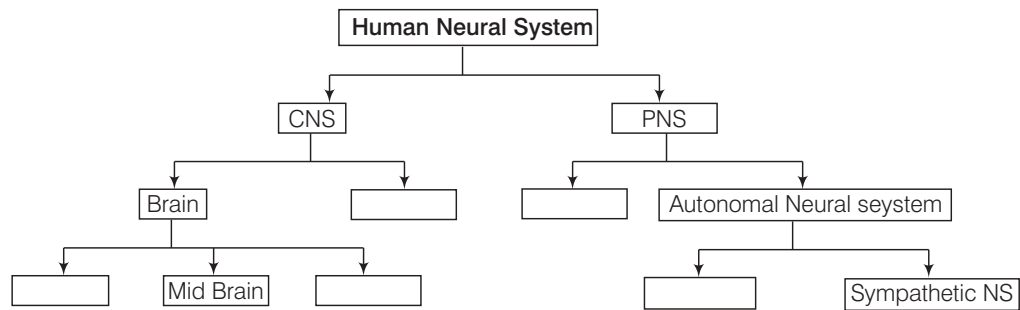 Human Neural System
CNS
PNS
Brain
Autonomal Neural seystem
Mid Brain
Sympathetic NS